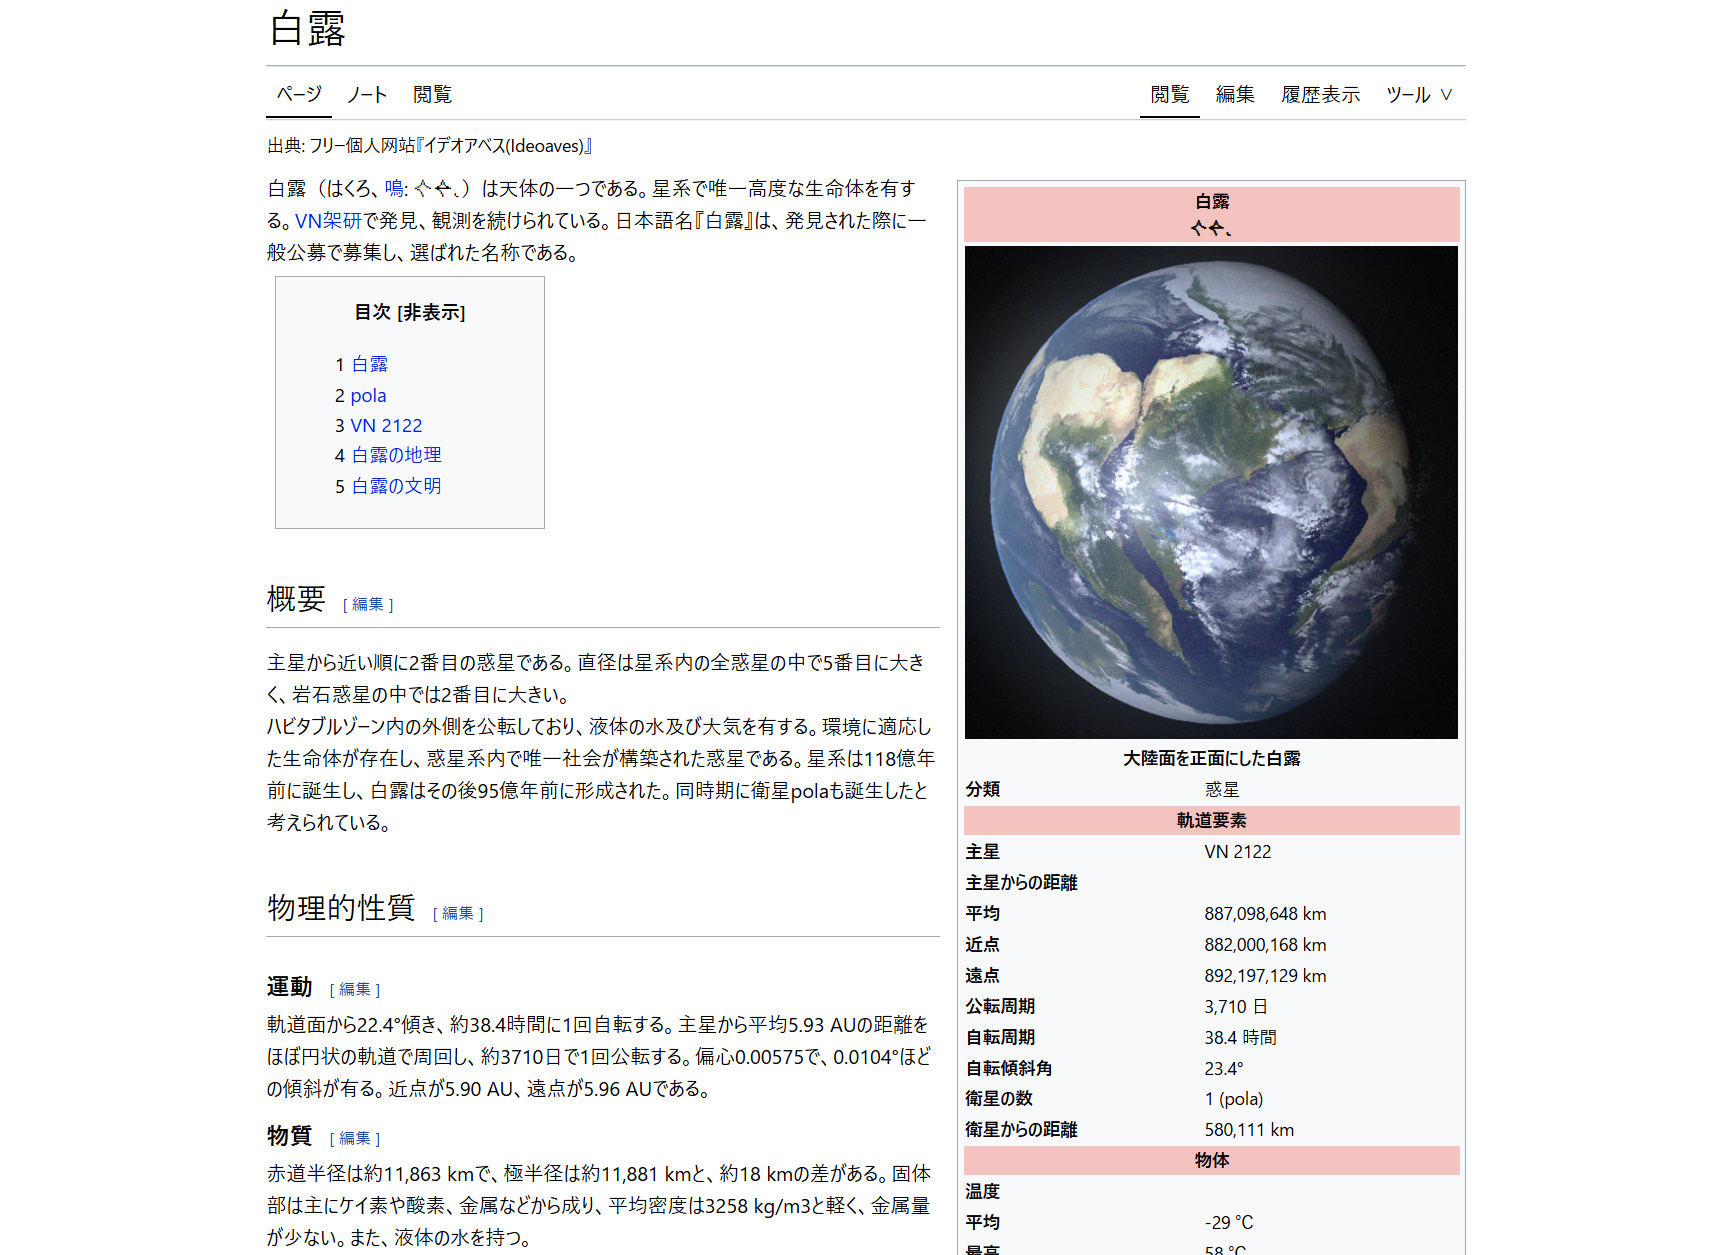 白露
ページ ノート 閲覧 閲覧 編集 履歴表示 ツール ∨
出典: フリー個人网站『イデオアベス(Ideoaves)』
白露（はくろ、鳴: ）は天体の一つである。星系で唯一高度な生命体を有す
る。VN架研で発見、観測を続けられている。日本語名『白露』は、発見された際に一
般公募で募集し、選ばれた名称である。
目次 [非表示]
1 白露
2 pola
3 VN 2122
4 白露の地理
5 白露の文明
概要 [ 編集 ]
主星から近い順に2番目の惑星である。直径は星系内の全惑星の中で5番目に大き
く、岩石惑星の中では2番目に大きい。
ハビタブルゾーン内の外側を公転しており、液体の水及び大気を有する。環境に適応し
た生命体が存在し、惑星系内で唯一社会が構築された惑星である。星系は118億年
前に誕生し、白露はその後95億年前に形成された。同時期に衛星polaも誕生したと
考えられている。
物理的性質 [ 編集 ]
運動 [ 編集 ]
軌道面から22.4°傾き、約38.4時間に1回自転する。主星から平均5.93 AUの距離を
ほぼ円状の軌道で周回し、約3710日で1回公転する。偏心0.00575で、0.0104°ほど
の傾斜が有る。近点が5.90 AU、遠点が5.96 AUである。
物質 [ 編集 ]
赤道半径は約11,863 kmで、極半径は約11,881 kmと、約18 kmの差がある。固体
部は主にケイ素や酸素、金属などから成り、平均密度は3258 kg/m3と軽く、金属量
が少ない。また、液体の水を持つ。
白露
大陸面を正面にした白露
分類 惑星
軌道要素
主星 VN 2122
主星からの距離
平均 887,098,648 km
近点 882,000,168 km
遠点 892,197,129 km
公転周期 3,710 日
自転周期 38.4 時間
自転傾斜角 23.4°
衛星の数 1 (pola)
衛星からの距離 580,111 km
物体
温度
平均 -29 ℃
最高 58 ℃